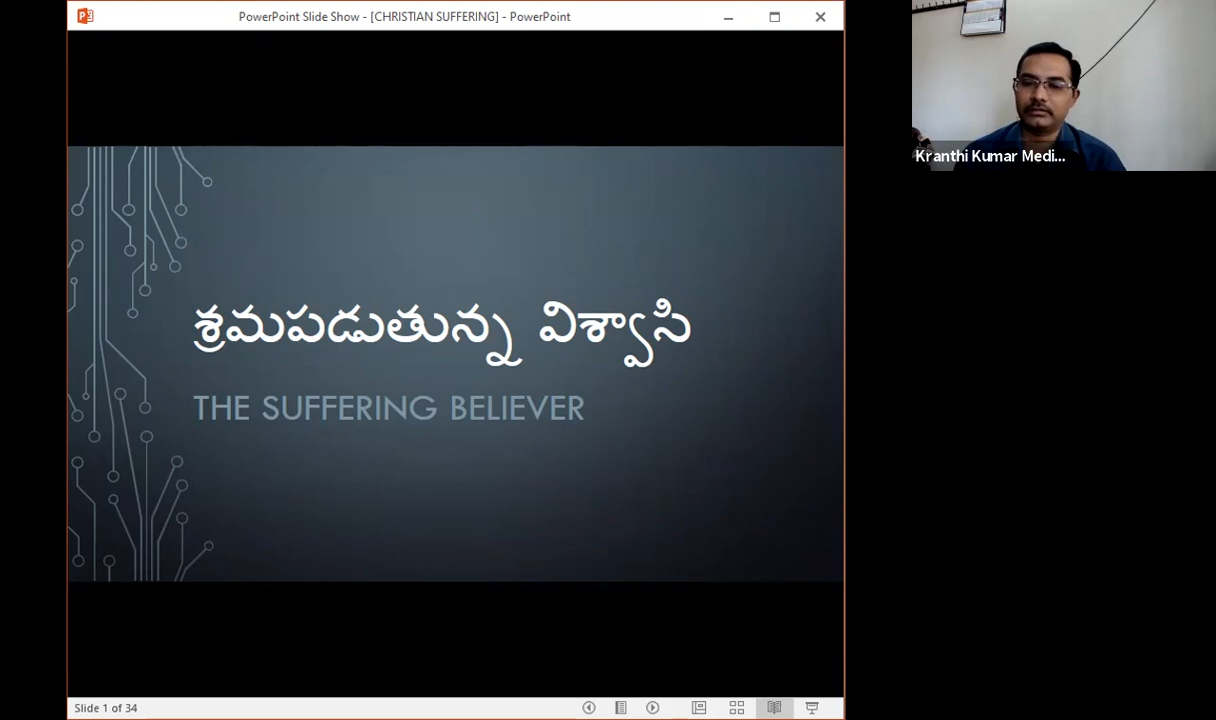 PowerPoint Slide Show - [CHRISTIAN SUFFERING] - PowerPoint
Kranthi Kumar Medi...
శ్రమపడుతున్న విశ్వాసి
THE SUFFERING BELIEVER
Slide 1 of 34